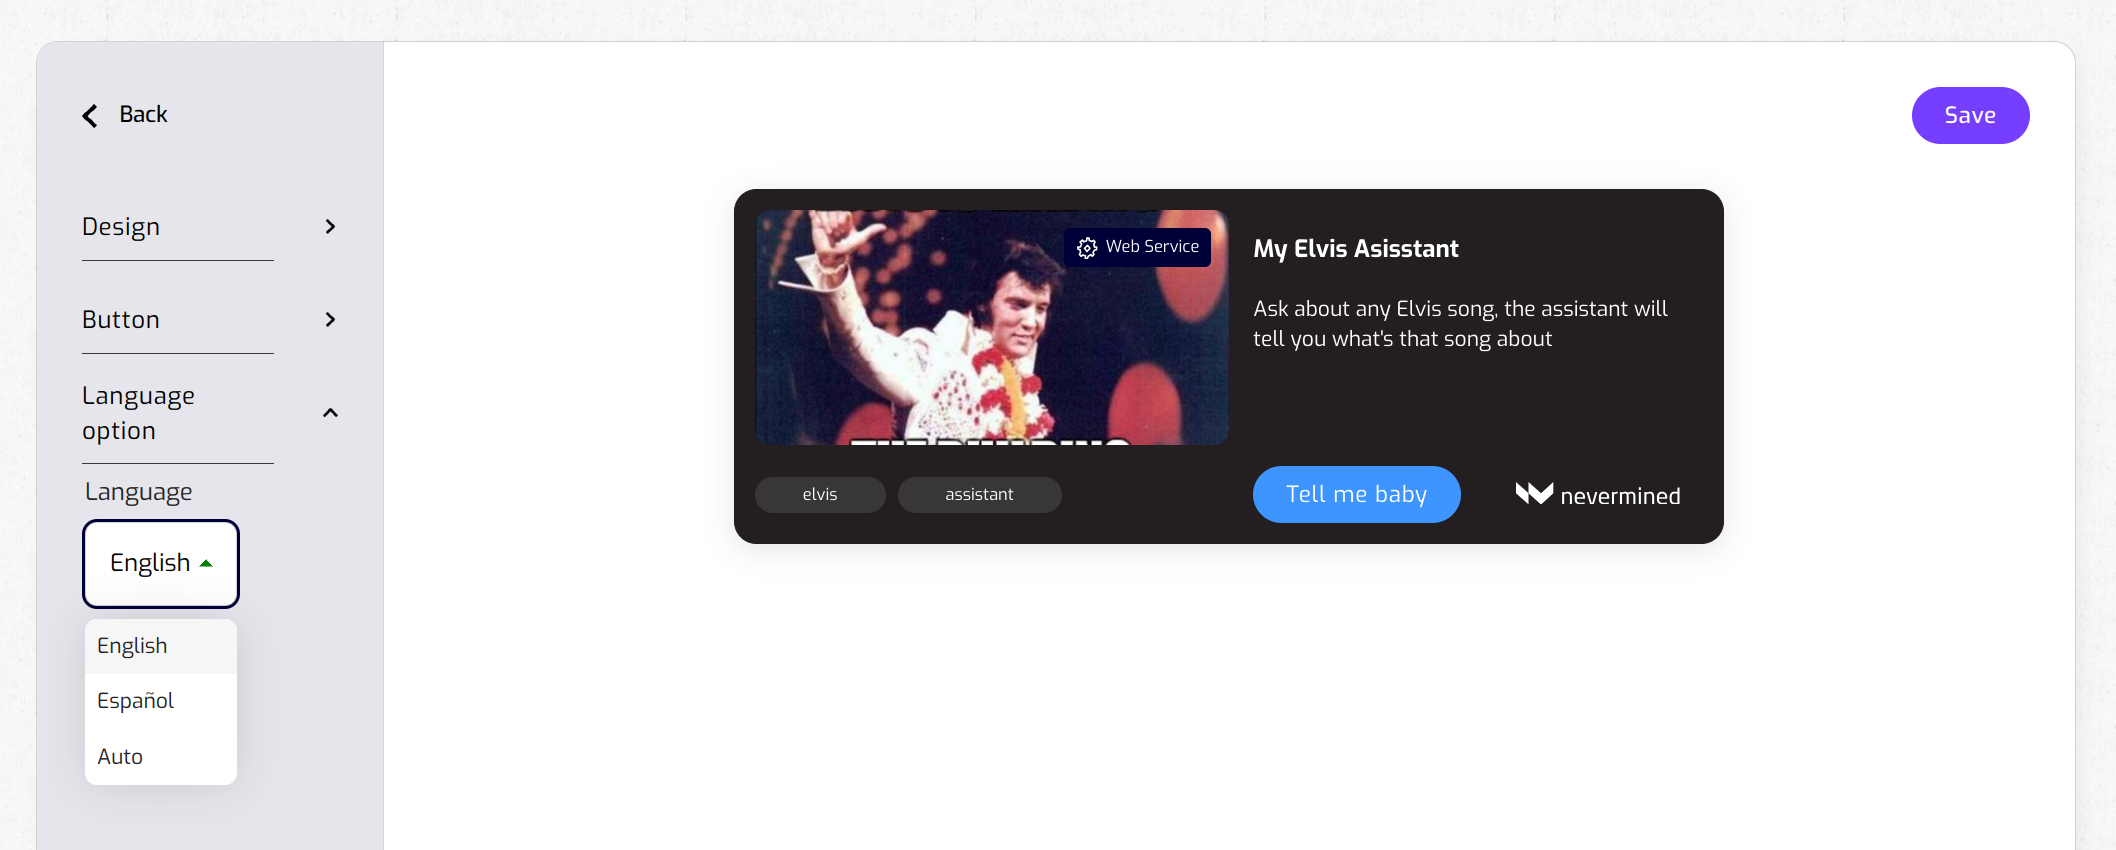 Back
Save
Design
Button
Language
option
Language
English
English
Español
Auto
Web Service
My Elvis Asisstant
Ask about any Elvis song, the assistant will
tell you what's that song about
elvis
assistant
Tell me baby
nevermined